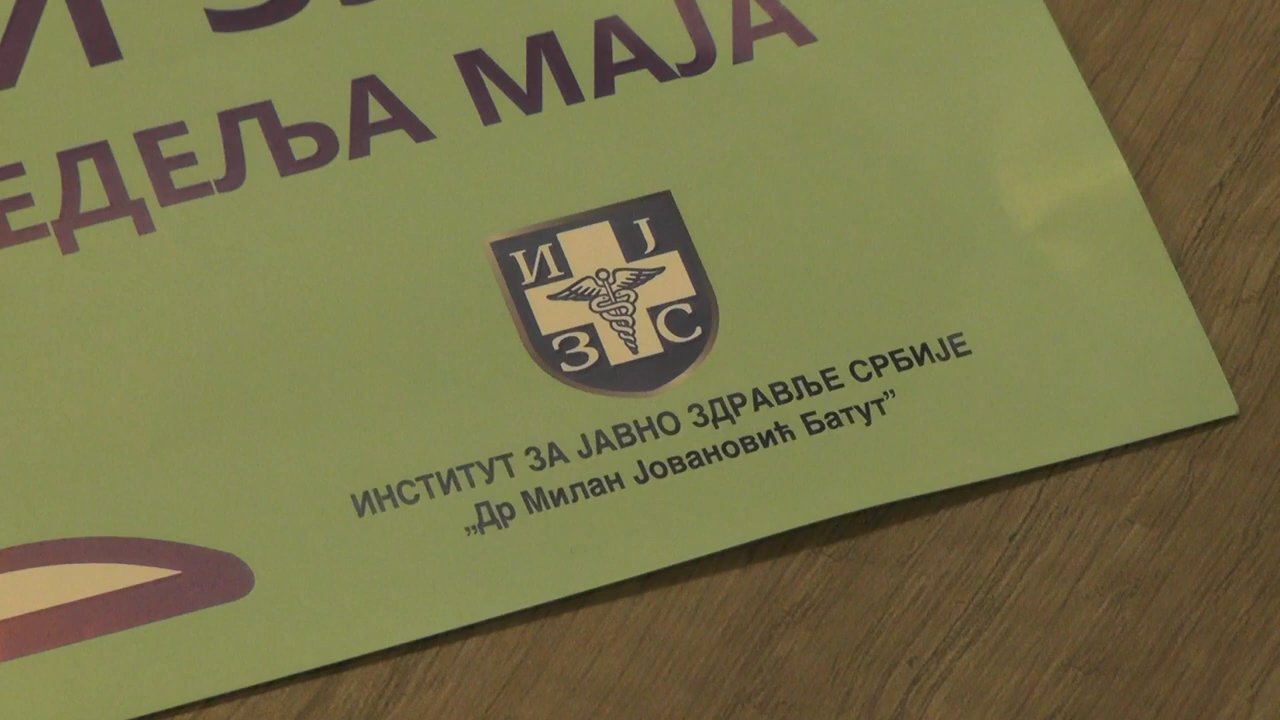 ЕДЕЉА МАЈА
И Ј
З С
ИНСТИТУТ ЗА ЈАВНО ЗДРАВЉЕ СРБИЈЕ
„Др Милан Јовановић Батут”